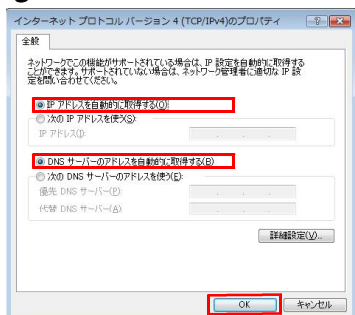 インターネット プロトコル バージョン 4 (TCP/IPv4)のプロパティ
全般
ネットワークでこの機能がサポートされている場合は、IP 設定を自動的に取得する
ことができます。サポートされていない場合は、ネットワーク管理者に適切な IP 設
定を問い合わせてください。
IP アドレスを自動的に取得する(O)
次の IP アドレスを使う(S):
IP アドレス(I):
DNS サーバーのアドレスを自動的に取得する(B)
次の DNS サーバーのアドレスを使う(E):
優先 DNS サーバー(P):
代替 DNS サーバー(A):
詳細設定(V)...
OK
キャンセル